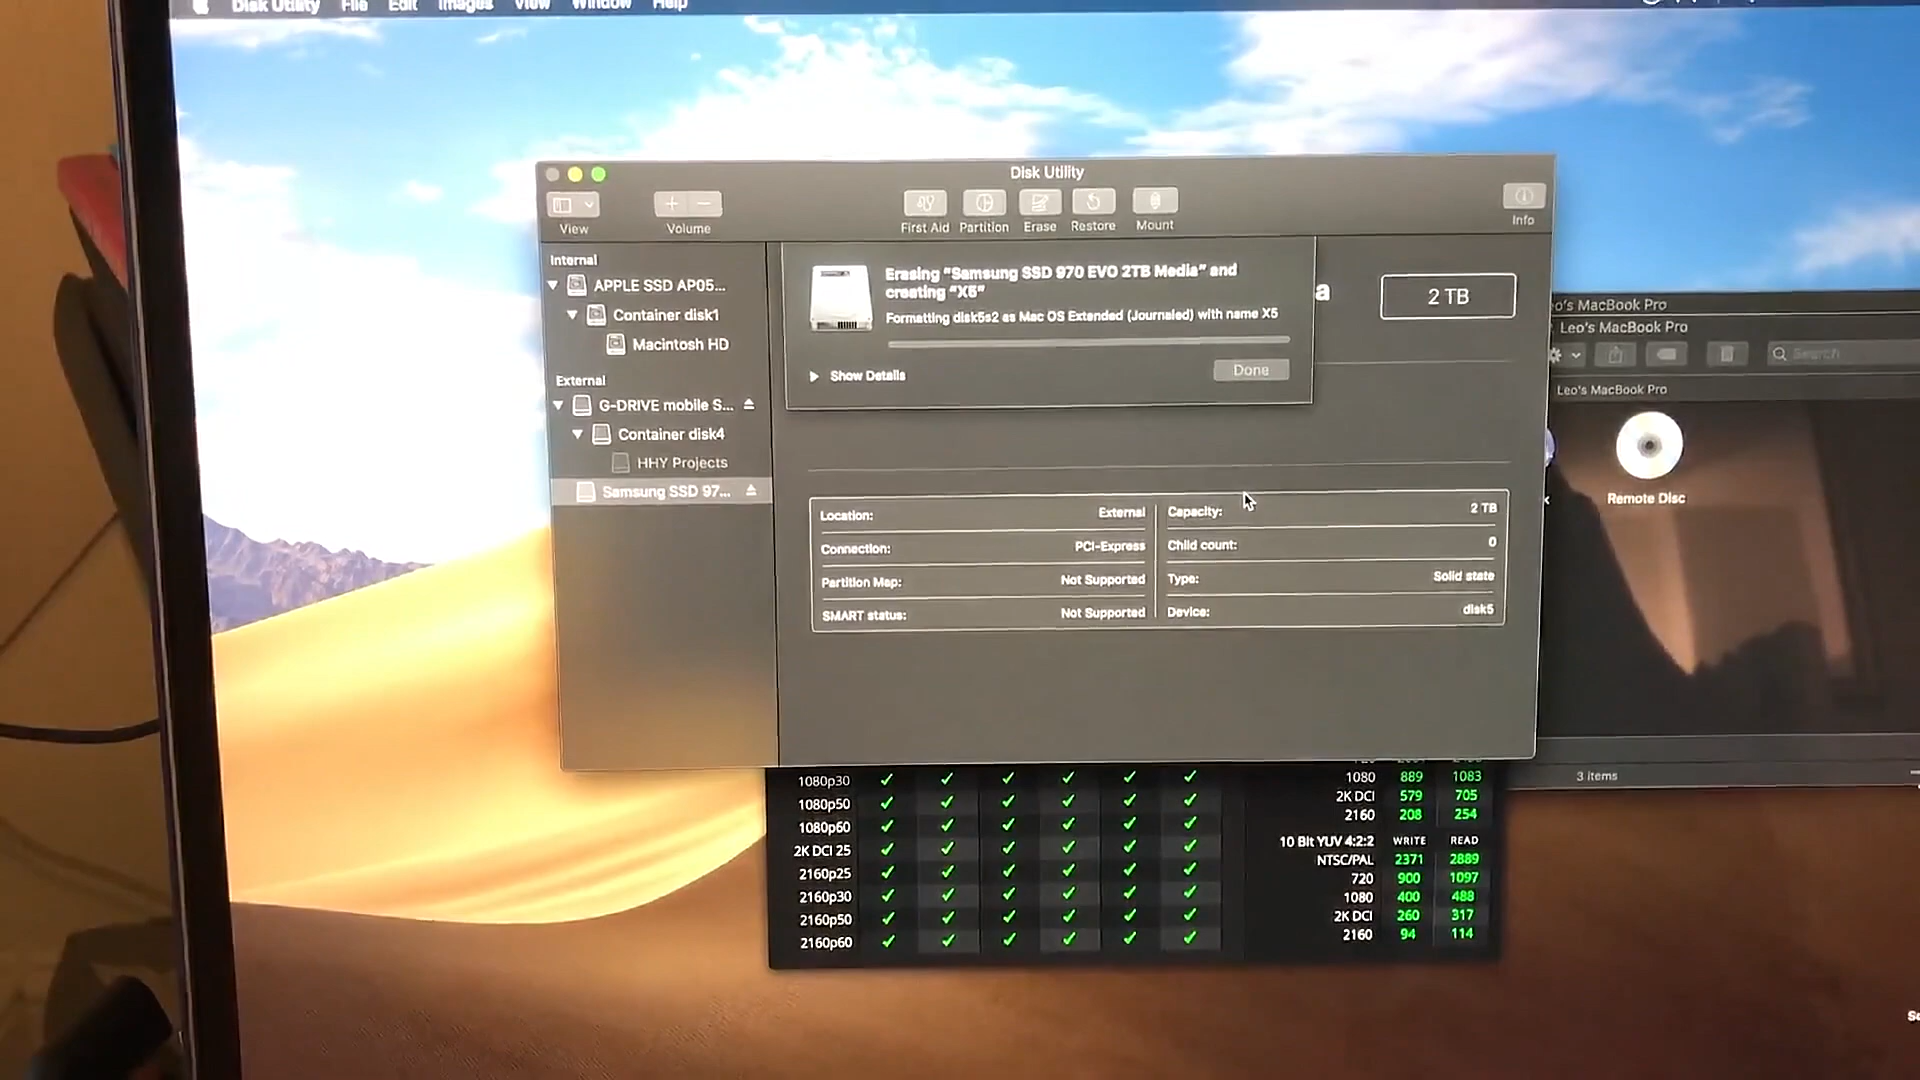 Disk Utility File Edit Images View Window Help
Disk Utility
View
Volume
First Aid Partition Erase Restore Mount
Info
Internal
APPLE SSD AP05...
Container disk1
Macintosh HD
External
G-DRIVE mobile S...
Container disk4
HHY Projects
Samsung SSD 97...
Erasing “Samsung SSD 970 EVO 2TB Media” and
creating “X5”
Formatting disk5s2 as Mac OS Extended (Journaled) with name X5
Show Details
Done
a
2 TB
Location: External
Connection: PCI-Express
Partition Map: Not Supported
SMART status: Not Supported
Capacity: 2 TB
Child count: 0
Type: Solid state
Device: disk5
o's MacBook Pro
Leo's MacBook Pro
Search
Leo's MacBook Pro
Remote Disc
3 items
1080p30
1080p50
1080p60
2K DCI 25
2160p25
2160p30
2160p50
2160p60
1080 889 1083
2K DCI 579 705
2160 208 254
10 Bit YUV 4:2:2 WRITE READ
NTSC/PAL 2371 2889
720 900 1097
1080 400 488
2K DCI 260 317
2160 94 114